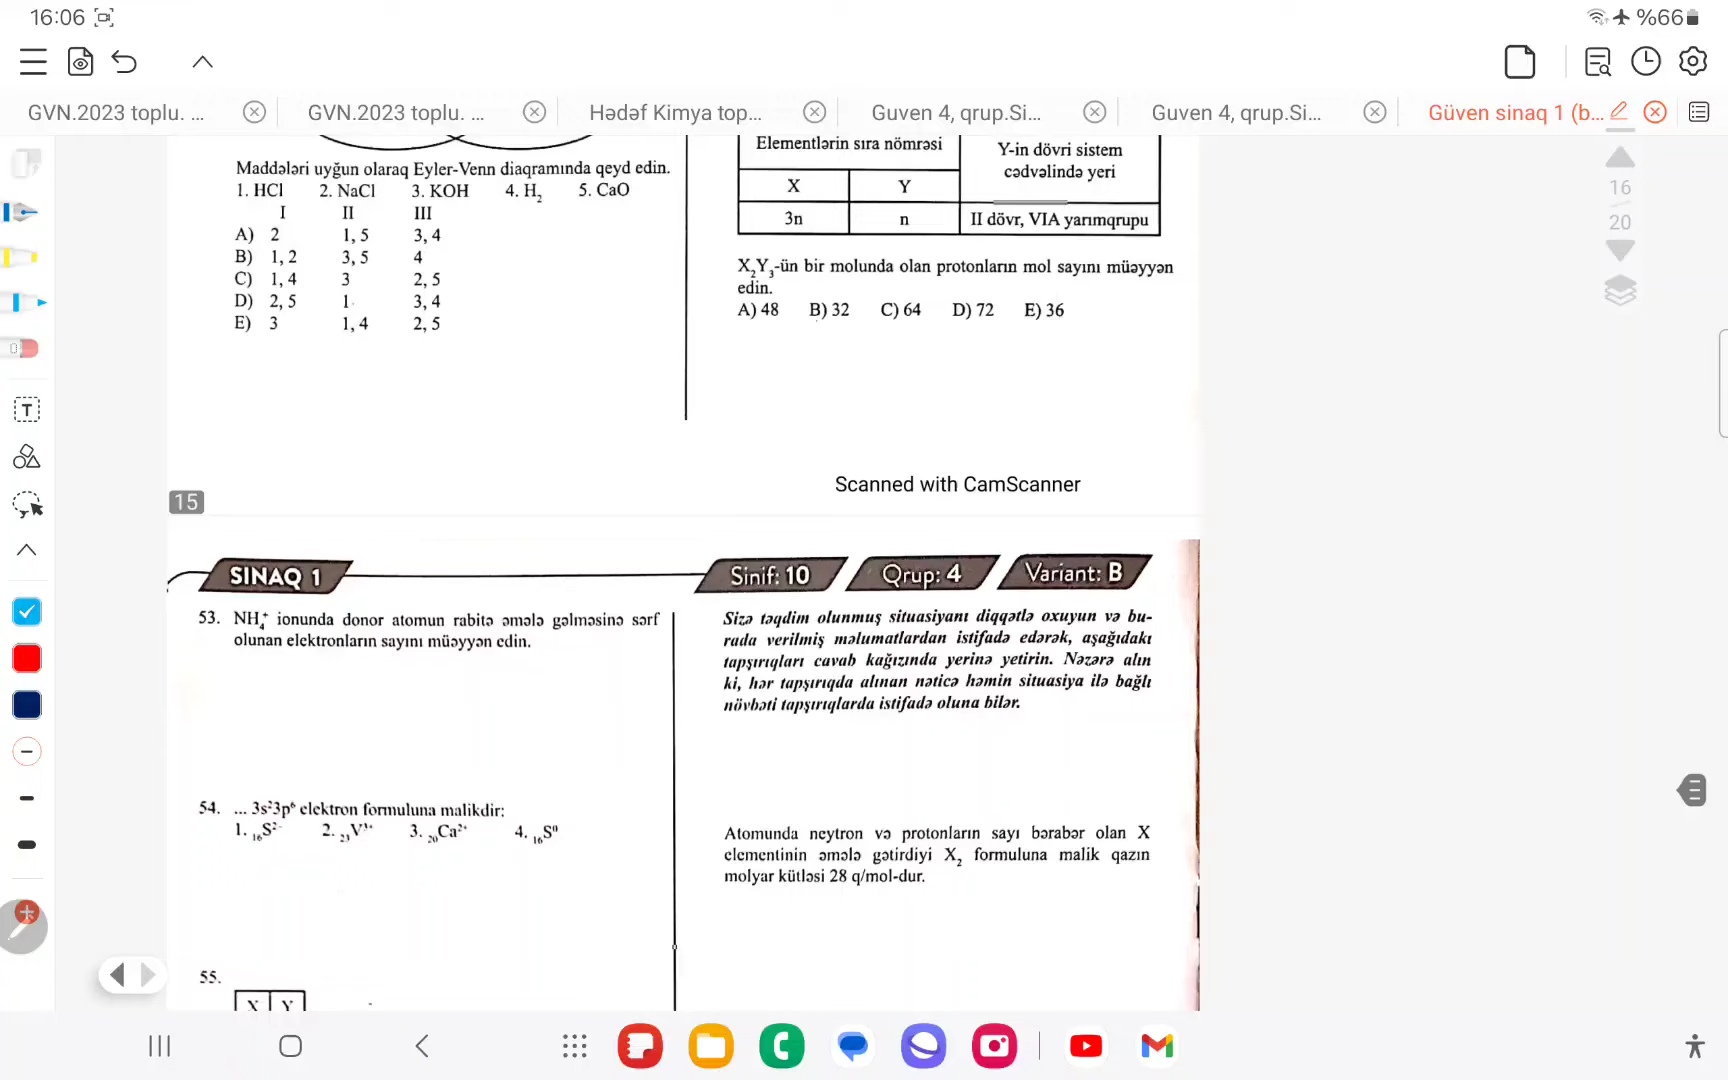 16:06
%66
GVN.2023 toplu. ...
GVN.2023 toplu. ...
Hədəf Kimya top...
Guven 4, qrup.Si...
Guven 4, qrup.Si...
Güven sinaq 1 (b...
Maddələri uyğun olaraq Eyler-Venn diaqramında qeyd edin.
1. HCl 2. NaCl 3. KOH 4. H₂ 5. CaO
I II III
A) 2 1, 5 3, 4
B) 1, 2 3, 5 4
C) 1, 4 3 2, 5
D) 2, 5 1 3, 4
E) 3 1, 4 2, 5
Elementlərin sıra nömrəsi
Y-in dövri sistem
cədvəlində yeri
X Y
3n n II dövr, VIA yarımqrupu
X₂Y₃-ün bir molunda olan protonların mol sayını müəyyən
edin.
A) 48 B) 32 C) 64 D) 72 E) 36
16
20
Scanned with CamScanner
15
SINAQ 1
Sinif: 10
Qrup: 4
Variant: B
53. NH₄⁺ ionunda donor atomun rabitə əmələ gəlməsinə sərf
olunan elektronların sayını müəyyən edin.
54. ... 3s²3p⁶ elektron formuluna malikdir:
1. ₁₆S²⁻ 2. ₂₃V³⁺ 3. ₂₀Ca²⁺ 4. ₁₆S⁰
55.
X Y
Sizə təqdim olunmuş situasiyanı diqqətlə oxuyun və bu-
rada verilmiş məlumatlardan istifadə edərək, aşağıdakı
tapşırıqları cavab kağızında yerinə yetirin. Nəzərə alın
ki, hər tapşırıqda alınan nəticə həmin situasiya ilə bağlı
növbəti tapşırıqlarda istifadə oluna bilər.
Atomunda neytron və protonların sayı bərabər olan X
elementinin əmələ gətirdiyi X₂ formuluna malik qazın
molyar kütləsi 28 q/mol-dur.